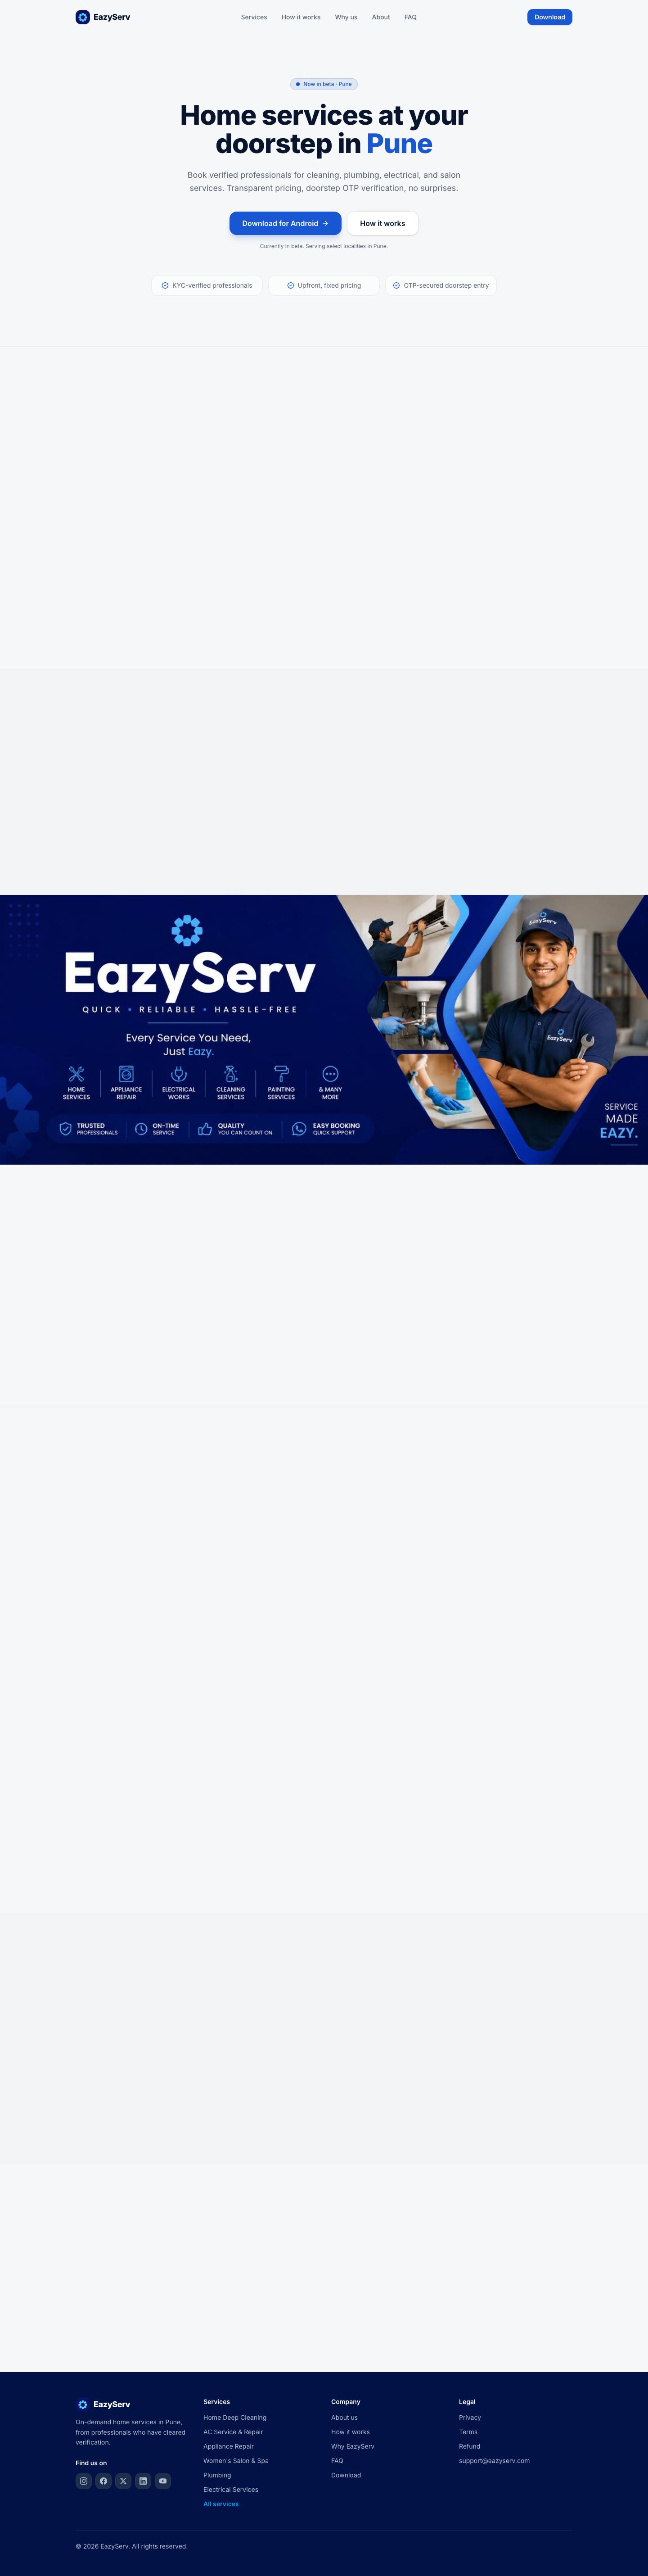 EazyServ
Services
How it works
Why us
About
FAQ
Download
Now in beta · Pune
Home services at your
doorstep in Pune
Book verified professionals for cleaning, plumbing, electrical, and salon
services. Transparent pricing, doorstep OTP verification, no surprises.
Download for Android →
How it works
Currently in beta. Serving select localities in Pune.
KYC-verified professionals
Upfront, fixed pricing
OTP-secured doorstep entry
EazyServ
QUICK • RELIABLE • HASSLE-FREE
Every Service You Need,
Just Eazy.
HOME
SERVICES
APPLIANCE
REPAIR
ELECTRICAL
WORKS
CLEANING
SERVICES
PAINTING
SERVICES
& MANY
MORE
TRUSTED
PROFESSIONALS
ON-TIME
SERVICE
QUALITY
YOU CAN COUNT ON
EASY BOOKING
QUICK SUPPORT
EazyServ
EazyServ
SERVICE
MADE
EAZY.
EazyServ
On-demand home services in Pune,
from professionals who have cleared
verification.
Find us on
Services
Home Deep Cleaning
AC Service & Repair
Appliance Repair
Women's Salon & Spa
Plumbing
Electrical Services
All services
Company
About us
How it works
Why EazyServ
FAQ
Download
Legal
Privacy
Terms
Refund
support@eazyserv.com
© 2026 EazyServ. All rights reserved.